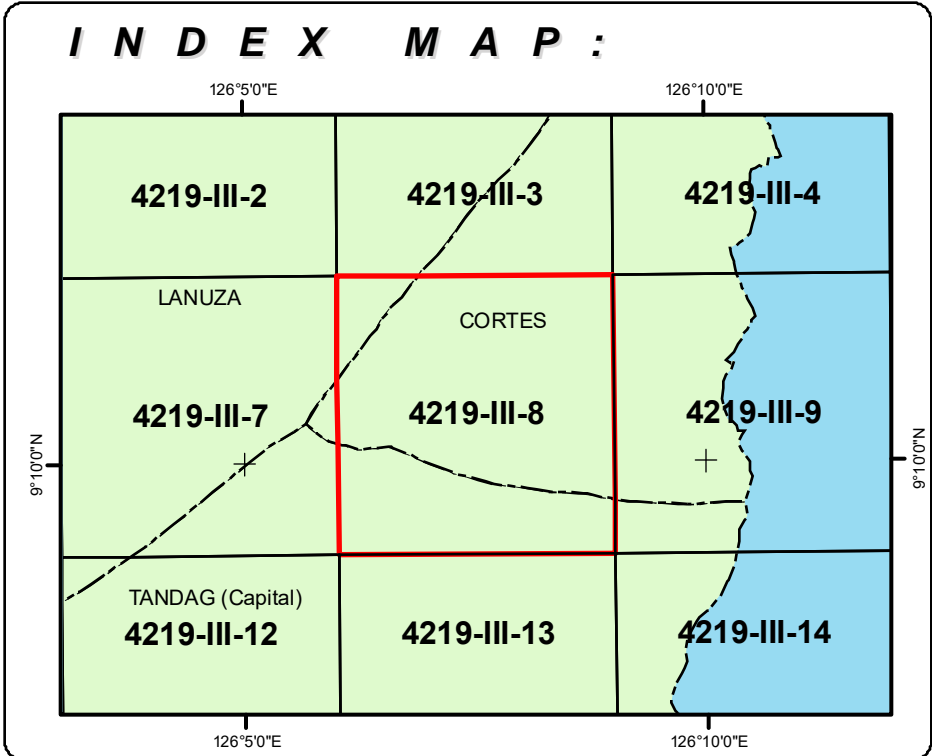 INDEX MAP:
126°5'0"E 126°10'0"E
4219-III-2 4219-III-3 4219-III-4
LANUZA
CORTES
4219-III-7 4219-III-8 4219-III-9
9°10'0"N 9°10'0"N
TANDAG (Capital)
4219-III-12 4219-III-13 4219-III-14
126°5'0"E 126°10'0"E